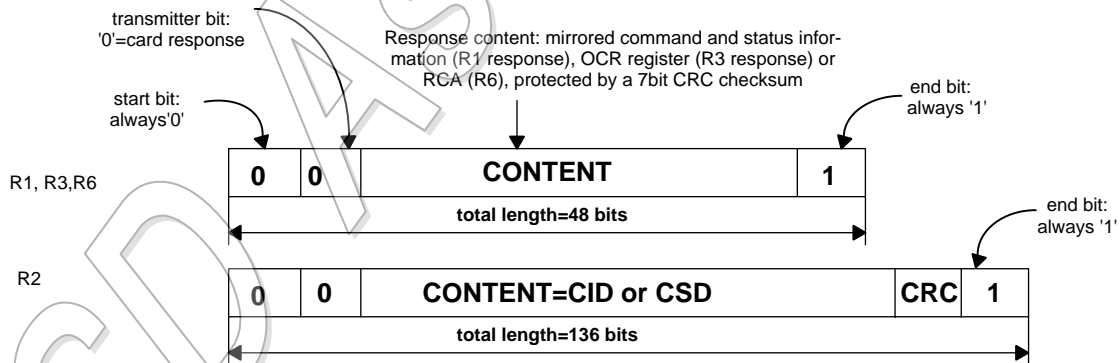 transmitter bit:
'0'=card response
Response content: mirrored command and status infor-
mation (R1 response), OCR register (R3 response) or
RCA (R6), protected by a 7bit CRC checksum
start bit:
always'0'
end bit:
always '1'
R1, R3,R6
0 0 CONTENT 1
total length=48 bits
end bit:
always '1'
R2
0 0 CONTENT=CID or CSD CRC 1
total length=136 bits